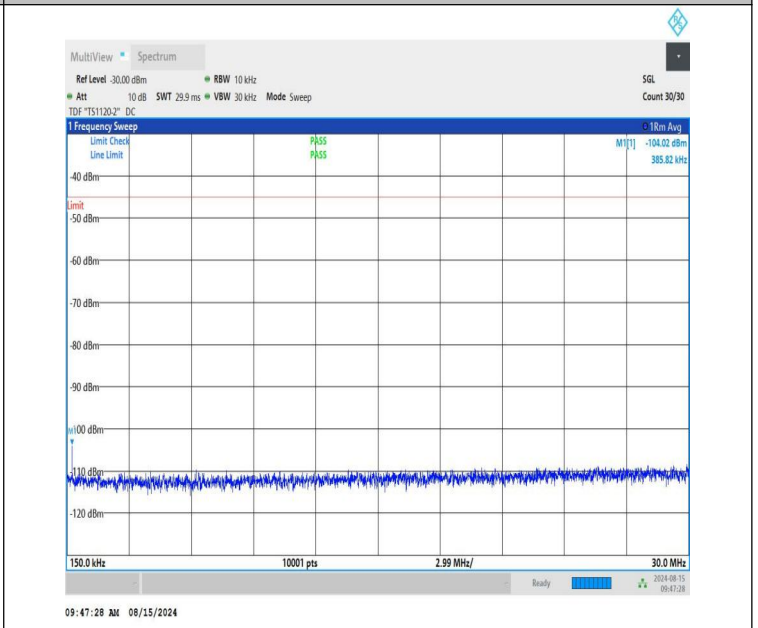 R S
MultiView Spectrum
Ref Level -30.00 dBm RBW 10 kHz SGL
Att 10 dB SWT 29.9 ms VBW 30 kHz Mode Sweep Count 30/30
TDF "TS1120-2" DC
1 Frequency Sweep 1Rm Avg
Limit Check PASS M1[1] -104.02 dBm
Line Limit PASS 385.82 kHz
-40 dBm
Limit
-50 dBm
-60 dBm
-70 dBm
-80 dBm
-90 dBm
M1
-100 dBm
-110 dBm
-120 dBm
150.0 kHz 10001 pts 2.99 MHz/ 30.0 MHz
Ready 2024-08-15
09:47:28
09:47:28 AM 08/15/2024